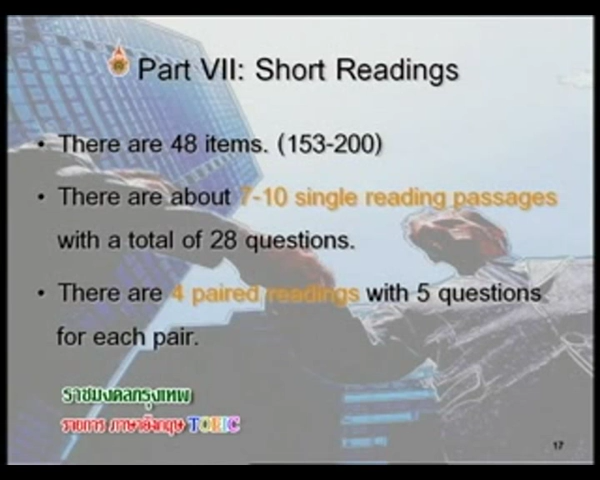 Part VII: Short Readings
• There are 48 items. (153-200)
• There are about 7-10 single reading passages
with a total of 28 questions.
• There are 4 paired readings with 5 questions
for each pair.
ราชมงคลกรุงเทพ
รายการ ภาษาอังกฤษ TOEIC
17